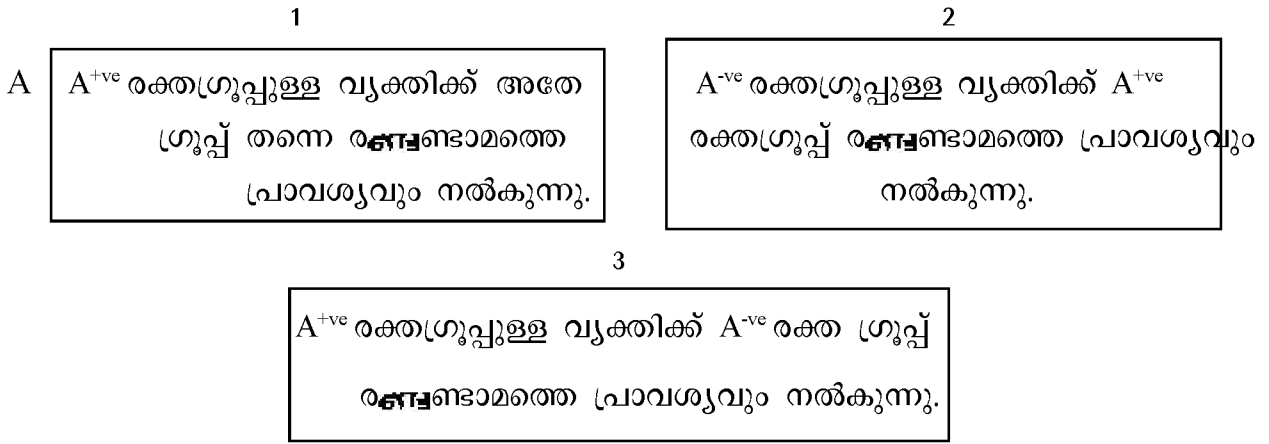 1
2
A
A+ve രക്തഗ്രൂപ്പുള്ള വ്യക്തിക്ക് അതേ
ഗ്രൂപ്പ് തന്നെ
പ്രാവശ്യവും നൽകുന്നു.
A-ve രക്തഗ്രൂപ്പുള്ള വ്യക്തിക്ക് A+ve
രക്തഗ്രൂപ്പ് പ്രാവശ്യവും
നൽകുന്നു.
3
A+ve രക്തഗ്രൂപ്പുള്ള വ്യക്തിക്ക് A-ve രക്ത ഗ്രൂപ്പ്
പ്രാവശ്യവും നൽകുന്നു.